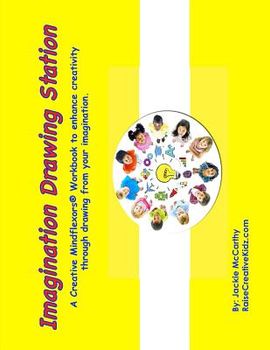 Imagination Drawing Station
A Creative Mindflexors® Workbook to enhance creativity
through drawing from your imagination.
By: Jackie McCarthy
RaiseCreativeKidz.com